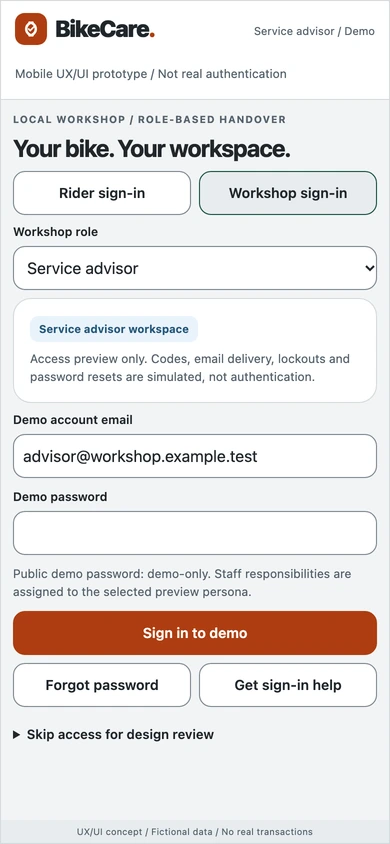 BikeCare.
Service advisor / Demo
Mobile UX/UI prototype / Not real authentication
LOCAL WORKSHOP / ROLE-BASED HANDOVER
Your bike. Your workspace.
Rider sign-in
Workshop sign-in
Workshop role
Service advisor
Service advisor workspace
Access preview only. Codes, email delivery, lockouts and
password resets are simulated, not authentication.
Demo account email
advisor@workshop.example.test
Demo password
Public demo password: demo-only. Staff responsibilities are
assigned to the selected preview persona.
Sign in to demo
Forgot password
Get sign-in help
Skip access for design review
UX/UI concept / Fictional data / No real transactions